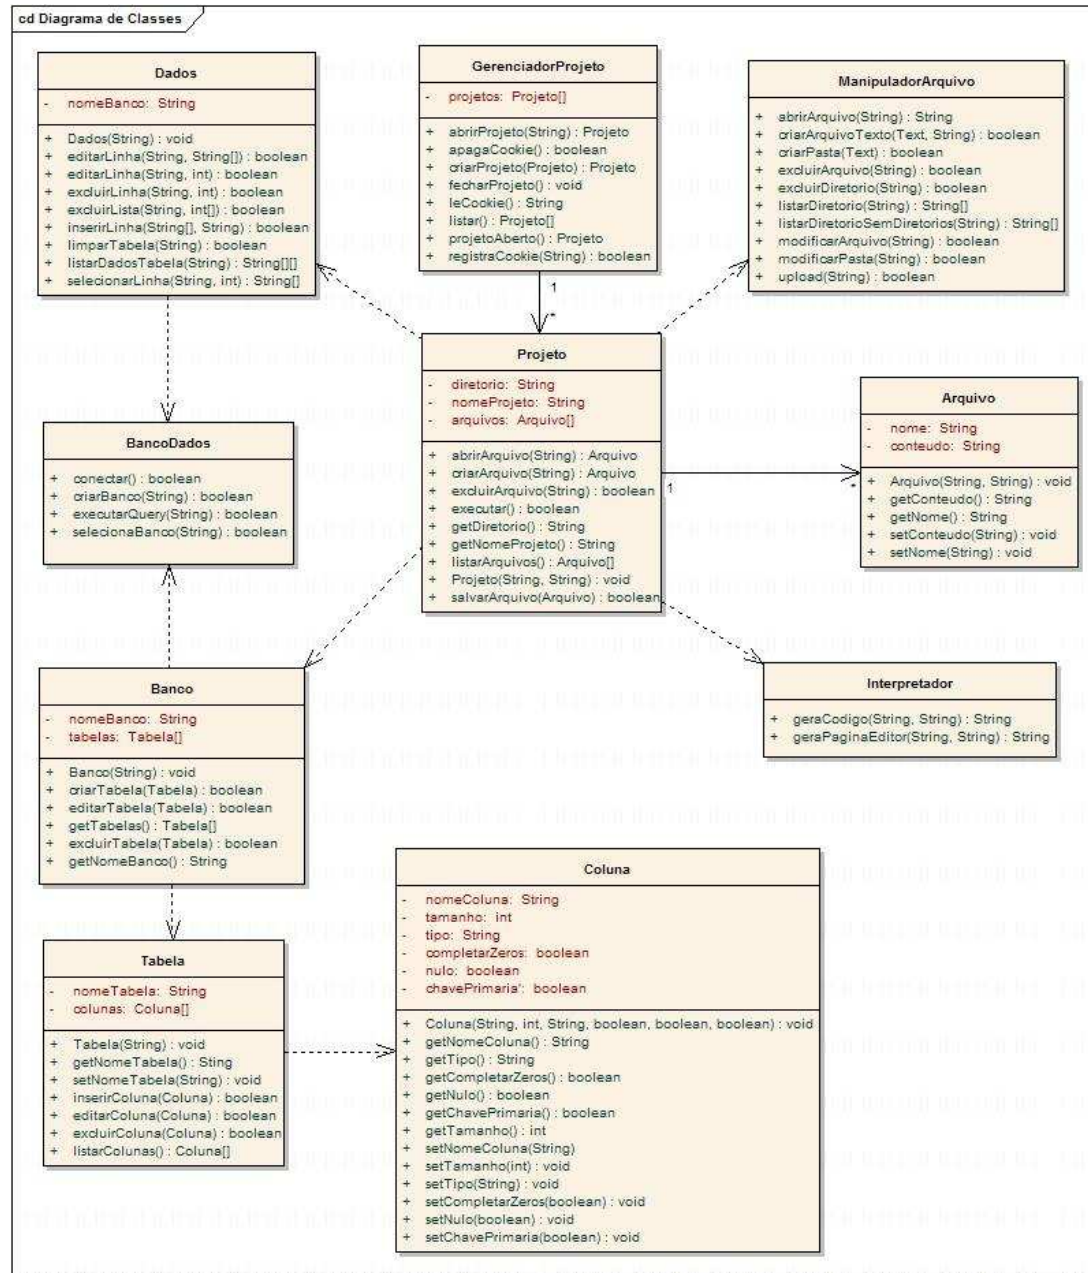 cd Diagrama de Classes
Dados
- nomeBanco: String
+ Dados(String) : void
+ editarLinha(String, String[]) : boolean
+ editarLinha(String, int) : boolean
+ excluirLinha(String, int) : boolean
+ excluirLista(String, int[]) : boolean
+ inserirLinha(String[], String) : boolean
+ limparTabela(String) : boolean
+ listarDadosTabela(String) : String[][]
+ selecionarLinha(String, int) : String[]
GerenciadorProjeto
- projetos: Projeto[]
+ abrirProjeto(String) : Projeto
+ apagaCookie() : boolean
+ criarProjeto(Projeto) : Projeto
+ fecharProjeto() : void
+ leCookie() : String
+ listar() : Projeto[]
+ projetoAberto() : Projeto
+ registraCookie(String) : boolean
ManipuladorArquivo
+ abrirArquivo(String) : String
+ criarArquivoTexto(Text, String) : boolean
+ criarPasta(Text) : boolean
+ excluirArquivo(String) : boolean
+ excluirDiretorio(String) : boolean
+ listarDiretorio(String) : String[]
+ listarDiretorioSemDiretorios(String) : String[]
+ modificarArquivo(String) : boolean
+ modificarPasta(String) : boolean
+ upload(String) : boolean
1
*
Projeto
- diretorio: String
- nomeProjeto: String
- arquivos: Arquivo[]
+ abrirArquivo(String) : Arquivo
+ criarArquivo(String) : Arquivo
+ excluirArquivo(String) : boolean
+ executar() : boolean
+ getDiretorio() : String
+ getNomeProjeto() : String
+ listarArquivos() : Arquivo[]
+ Projeto(String, String) : void
+ salvarArquivo(Arquivo) : boolean
1
*
Arquivo
- nome: String
- conteudo: String
+ Arquivo(String, String) : void
+ getConteudo() : String
+ getNome() : String
+ setConteudo(String) : void
+ setNome(String) : void
BancoDados
+ conectar() : boolean
+ criarBanco(String) : boolean
+ executarQuery(String) : boolean
+ selecionaBanco(String) : boolean
Banco
- nomeBanco: String
- tabelas: Tabela[]
+ Banco(String) : void
+ criarTabela(Tabela) : boolean
+ editarTabela(Tabela) : boolean
+ getTabelas() : Tabela[]
+ excluirTabela(Tabela) : boolean
+ getNomeBanco() : String
Interpretador
+ geraCodigo(String, String) : String
+ geraPaginaEditor(String, String) : String
Tabela
- nomeTabela: String
- colunas: Coluna[]
+ Tabela(String) : void
+ getNomeTabela() : Sting
+ setNomeTabela(String) : void
+ inserirColuna(Coluna) : boolean
+ editarColuna(Coluna) : boolean
+ excluirColuna(Coluna) : boolean
+ listarColunas() : Coluna[]
Coluna
- nomeColuna: String
- tamanho: int
- tipo: String
- completarZeros: boolean
- nulo: boolean
- chavePrimaria': boolean
+ Coluna(String, int, String, boolean, boolean, boolean) : void
+ getNomeColuna() : String
+ getTipo() : String
+ getCompletarZeros() : boolean
+ getNulo() : boolean
+ getChavePrimaria() : boolean
+ getTamanho() : int
+ setNomeColuna(String)
+ setTamanho(int) : void
+ setTipo(String) : void
+ setCompletarZeros(boolean) : void
+ setNulo(boolean) : void
+ setChavePrimaria(boolean) : void